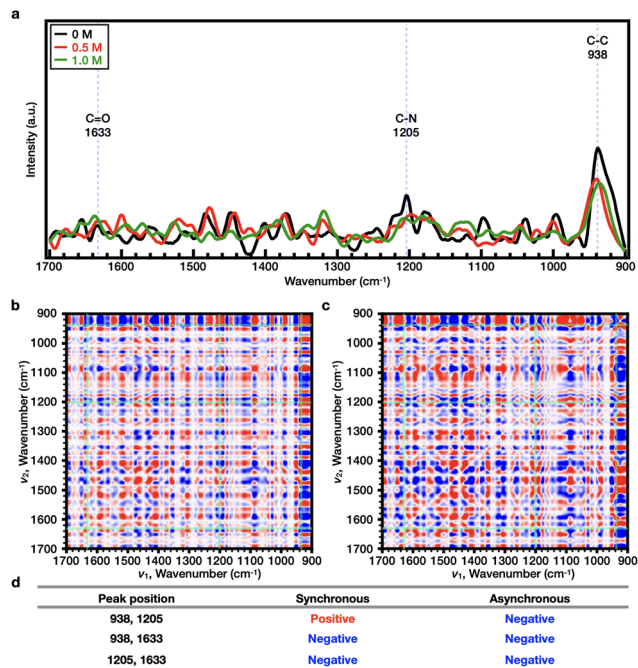 a
0 M
0.5 M
1.0 M
C=O
1633
C-N
1205
C-C
938
Intensity (a.u.)
1700 1600 1500 1400 1300 1200 1100 1000 900
Wavenumber (cm⁻¹)
b
900
1000
1100
1200
1300
1400
1500
1600
1700
ν₂, Wavenumber (cm⁻¹)
1700 1600 1500 1400 1300 1200 1100 1000 900
ν₁, Wavenumber (cm⁻¹)
c
900
1000
1100
1200
1300
1400
1500
1600
1700
ν₂, Wavenumber (cm⁻¹)
1700 1600 1500 1400 1300 1200 1100 1000 900
ν₁, Wavenumber (cm⁻¹)
d
Peak position Synchronous Asynchronous
938, 1205 Positive Negative
938, 1633 Negative Negative
1205, 1633 Negative Negative